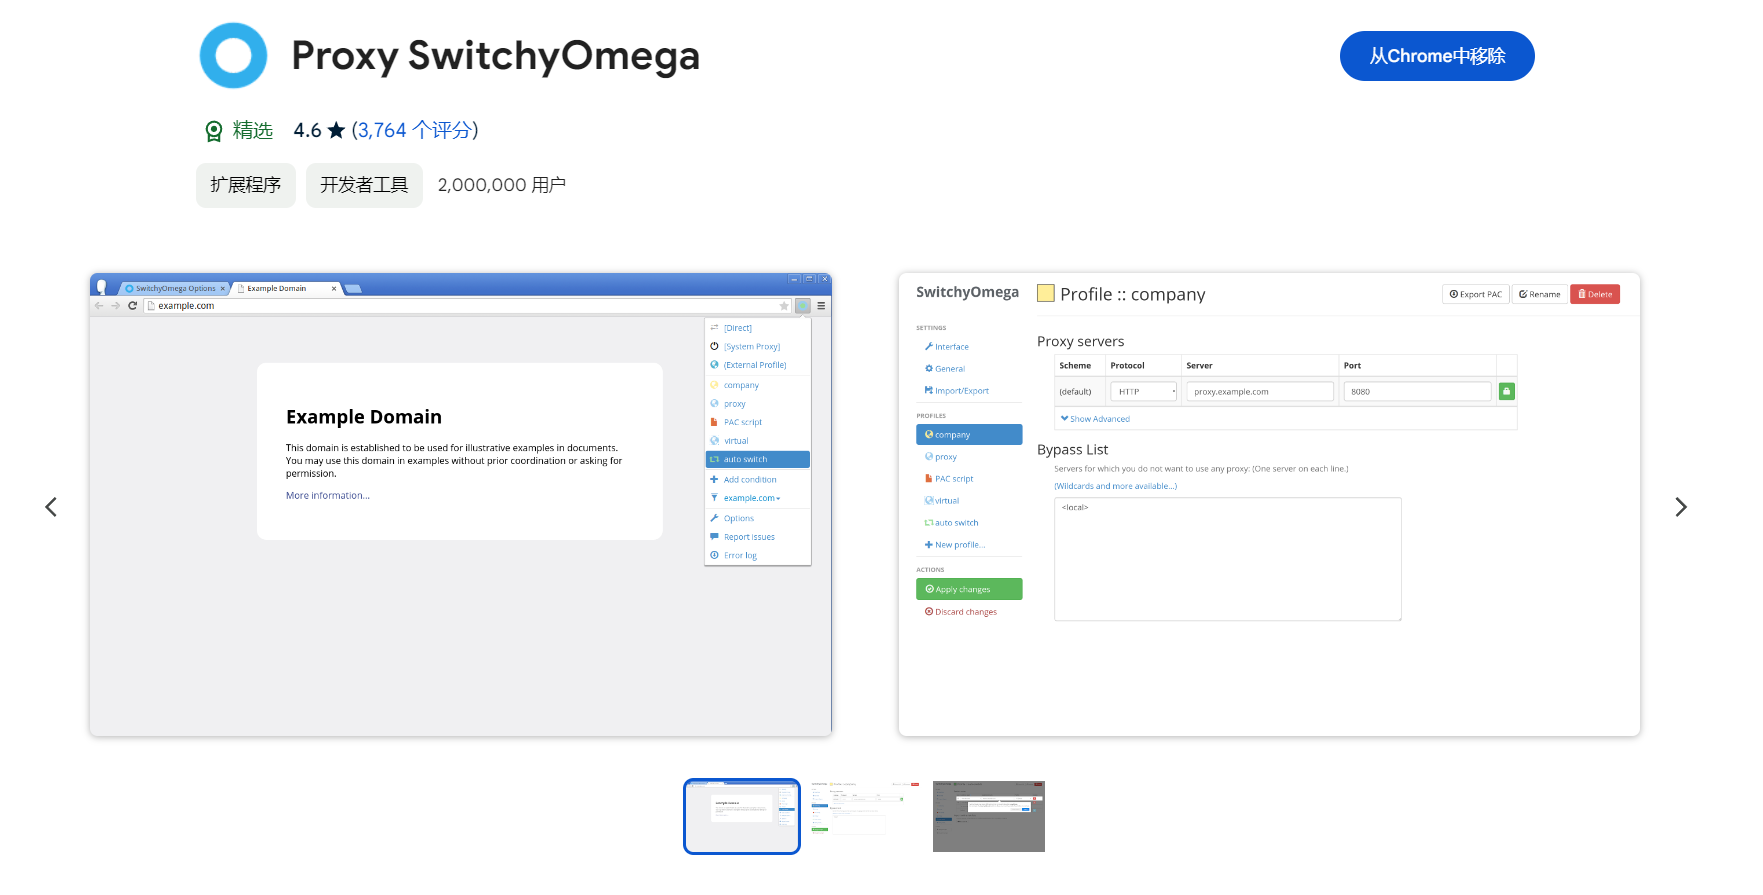 Proxy SwitchyOmega
从Chrome中移除
精选 4.6 ★ (3,764 个评分)
扩展程序 开发者工具 2,000,000 用户
SwitchyOmega Options × Example Domain ×
example.com
[Direct]
[System Proxy]
(External Profile)
company
proxy
PAC script
virtual
auto switch
Add condition
example.com
Options
Report issues
Error log
Example Domain
This domain is established to be used for illustrative examples in documents.
You may use this domain in examples without prior coordination or asking for
permission.
More information...
SwitchyOmega
SETTINGS
Interface
General
Import/Export
PROFILES
company
proxy
PAC script
virtual
auto switch
New profile...
ACTIONS
Apply changes
Discard changes
Profile :: company
Export PAC Rename Delete
Proxy servers
Scheme Protocol Server Port
(default) HTTP proxy.example.com 8080
Show Advanced
Bypass List
Servers for which you do not want to use any proxy: (One server on each line.)
(Wildcards and more available...)
<local>